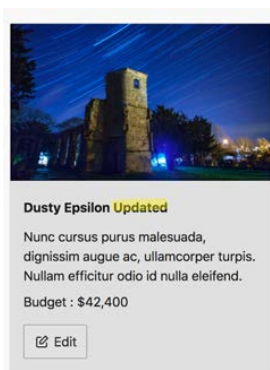 Dusty Epsilon Updated
Nunc cursus purus malesuada,
dignissim augue ac, ullamcorper turpis.
Nullam efficitur odio id nulla eleifend.
Budget : $42,400
Edit